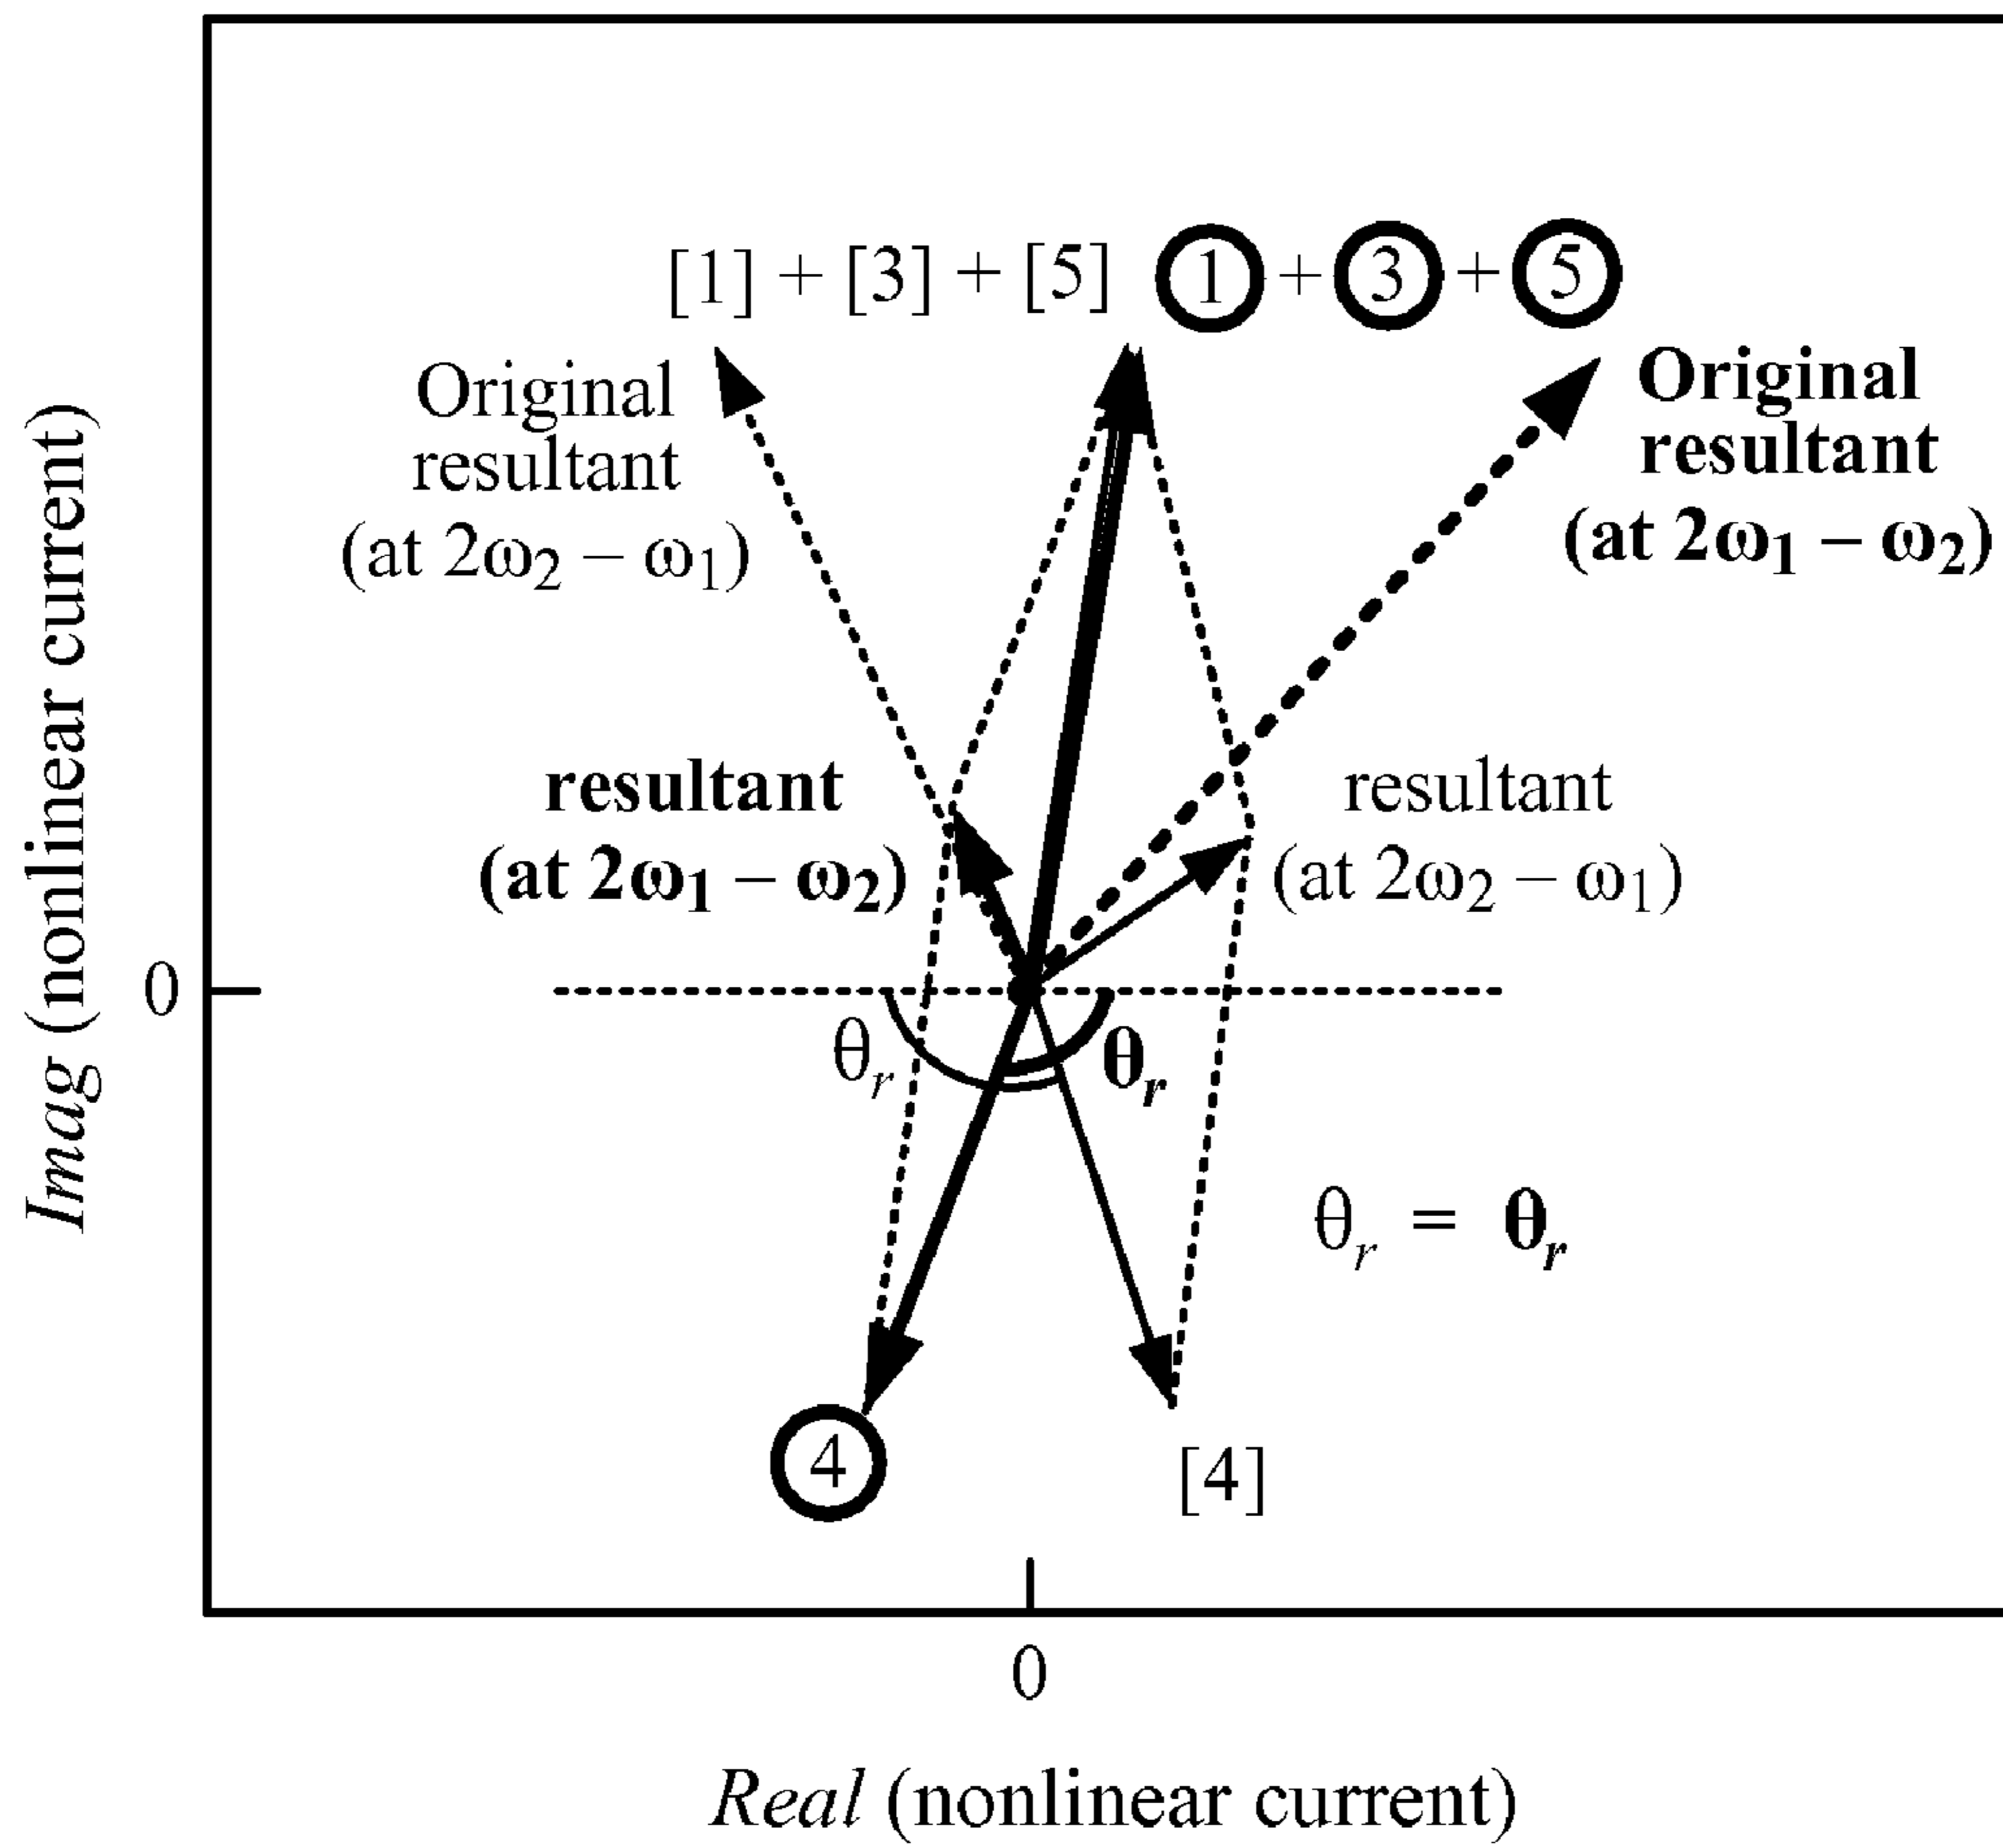 [1] + [3] + [5] 1 + 3 + 5
Original
resultant
(at 2ω₂ − ω₁)
Original
resultant
(at 2ω₁ − ω₂)
resultant
(at 2ω₁ − ω₂)
resultant
(at 2ω₂ − ω₁)
Imag (nonlinear current)
0
θr
θr
θr = θr
4
[4]
0
Real (nonlinear current)